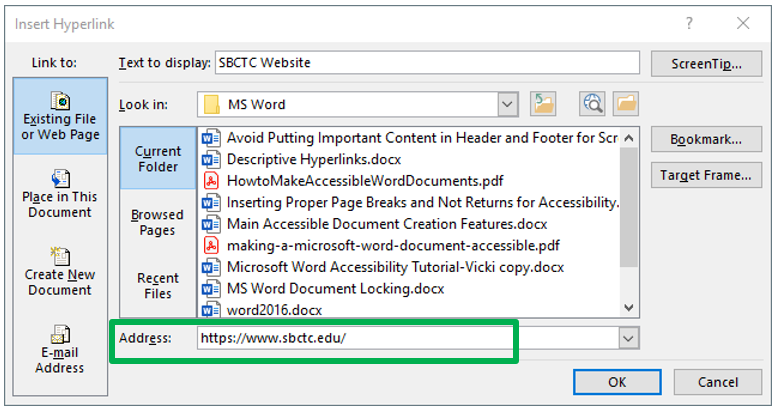 Insert Hyperlink ? X
Link to:
Text to display: SBCTC Website
ScreenTip...
Existing File
or Web Page
Place in This
Document
Create New
Document
E-mail
Address
Look in: MS Word
Current
Folder
Browsed
Pages
Recent
Files
Avoid Putting Important Content in Header and Footer for Scr
Descriptive Hyperlinks.docx
HowtoMakeAccessibleWordDocuments.pdf
Inserting Proper Page Breaks and Not Returns for Accessibility.
Main Accessible Document Creation Features.docx
making-a-microsoft-word-document-accessible.pdf
Microsoft Word Accessibility Tutorial-Vicki copy.docx
MS Word Document Locking.docx
word2016.docx
Bookmark...
Target Frame...
Address: https://www.sbctc.edu/
OK
Cancel